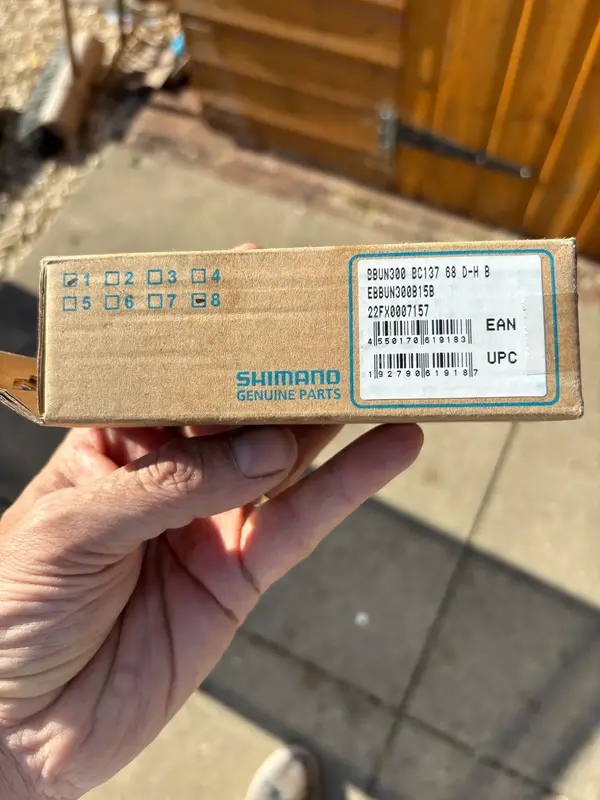 1 2 3 4
5 6 7 8
SHIMANO
GENUINE PARTS
BBUN300 BC137 68 D-H B
EBBUN300B15B
22FX0007157
EAN
4 550170 619183
UPC
1 92790 61918 7